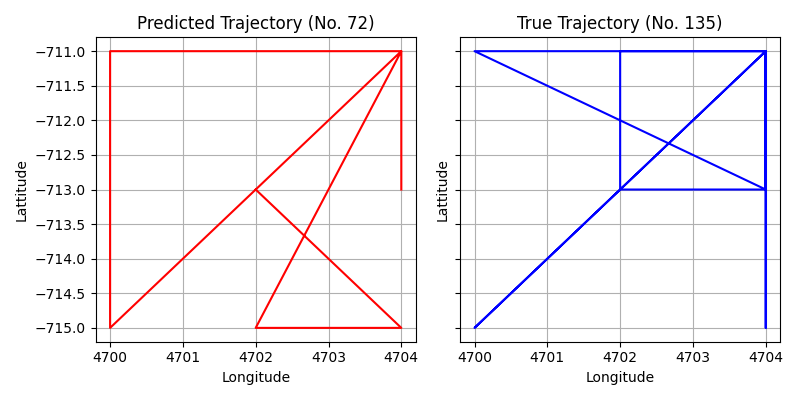 Predicted Trajectory (No. 72)
True Trajectory (No. 135)
Lattitude
−711.0
−711.5
−712.0
−712.5
−713.0
−713.5
−714.0
−714.5
−715.0
4700 4701 4702 4703 4704
Longitude
Lattitude
4700 4701 4702 4703 4704
Longitude